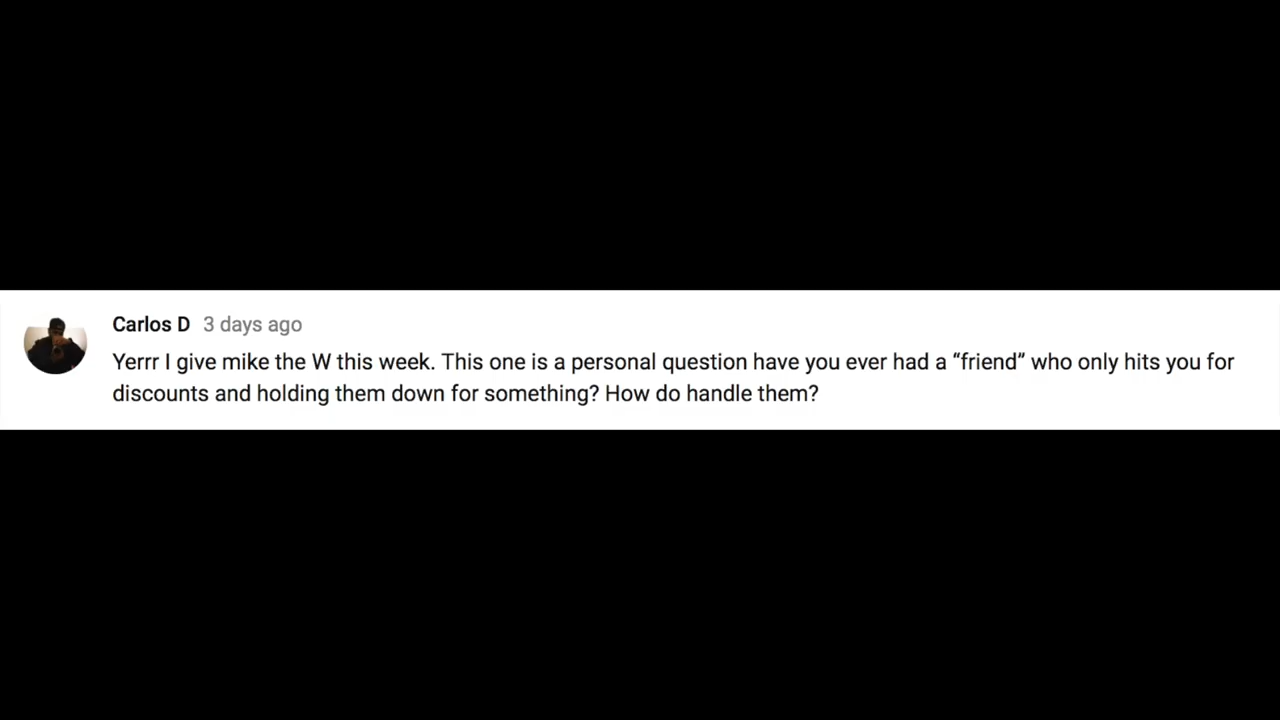 Carlos D 3 days ago
Yerrr I give mike the W this week. This one is a personal question have you ever had a “friend” who only hits you for
discounts and holding them down for something? How do handle them?